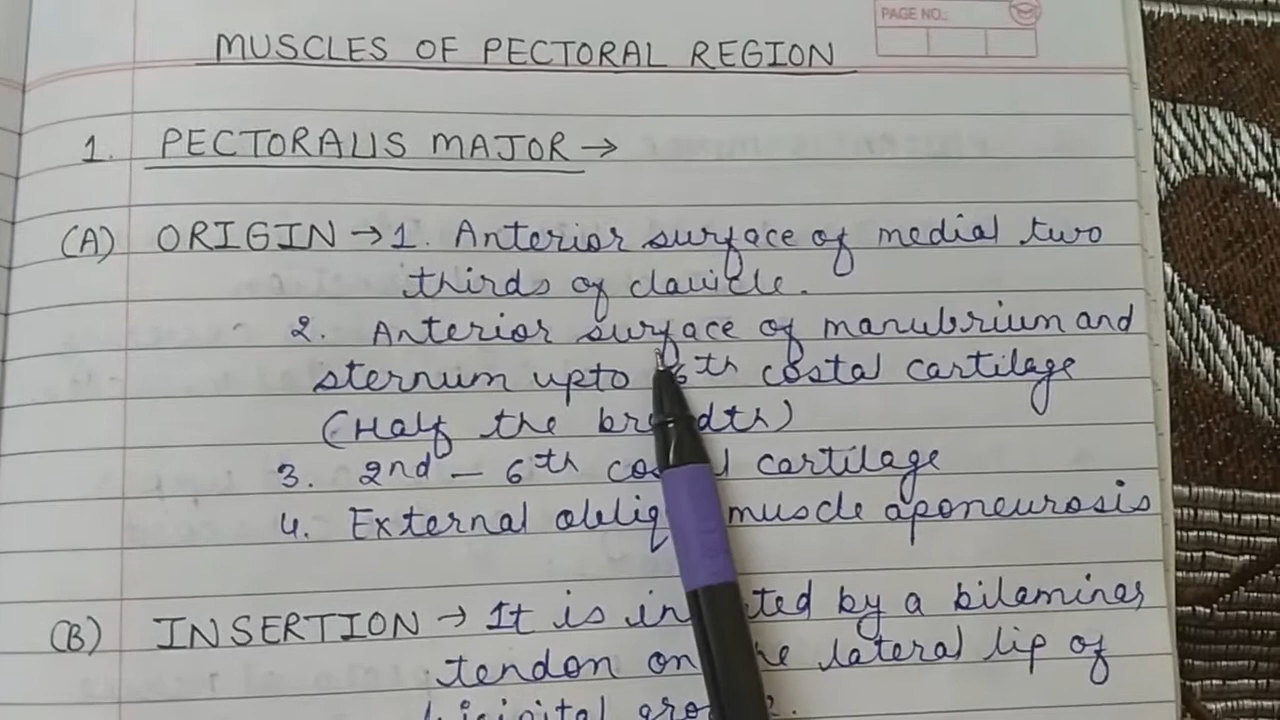 PAGE NO.:
MUSCLES OF PECTORAL REGION
1. PECTORALIS MAJOR →
(A) ORIGIN → 1. Anterior surface of medial two
thirds of clavicle.
2. Anterior surface of manubrium and
sternum upto 6th costal cartilage
(Half the breadth)
3. 2nd – 6th costal cartilage
4. External oblique muscle aponeurosis
(B) INSERTION → It is inserted by a bilaminar
tendon on the lateral lip of
bicipital groove.